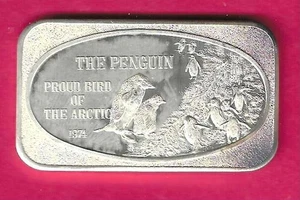 THE PENGUIN
PROUD BIRD
OF
THE ARCTIC
1974